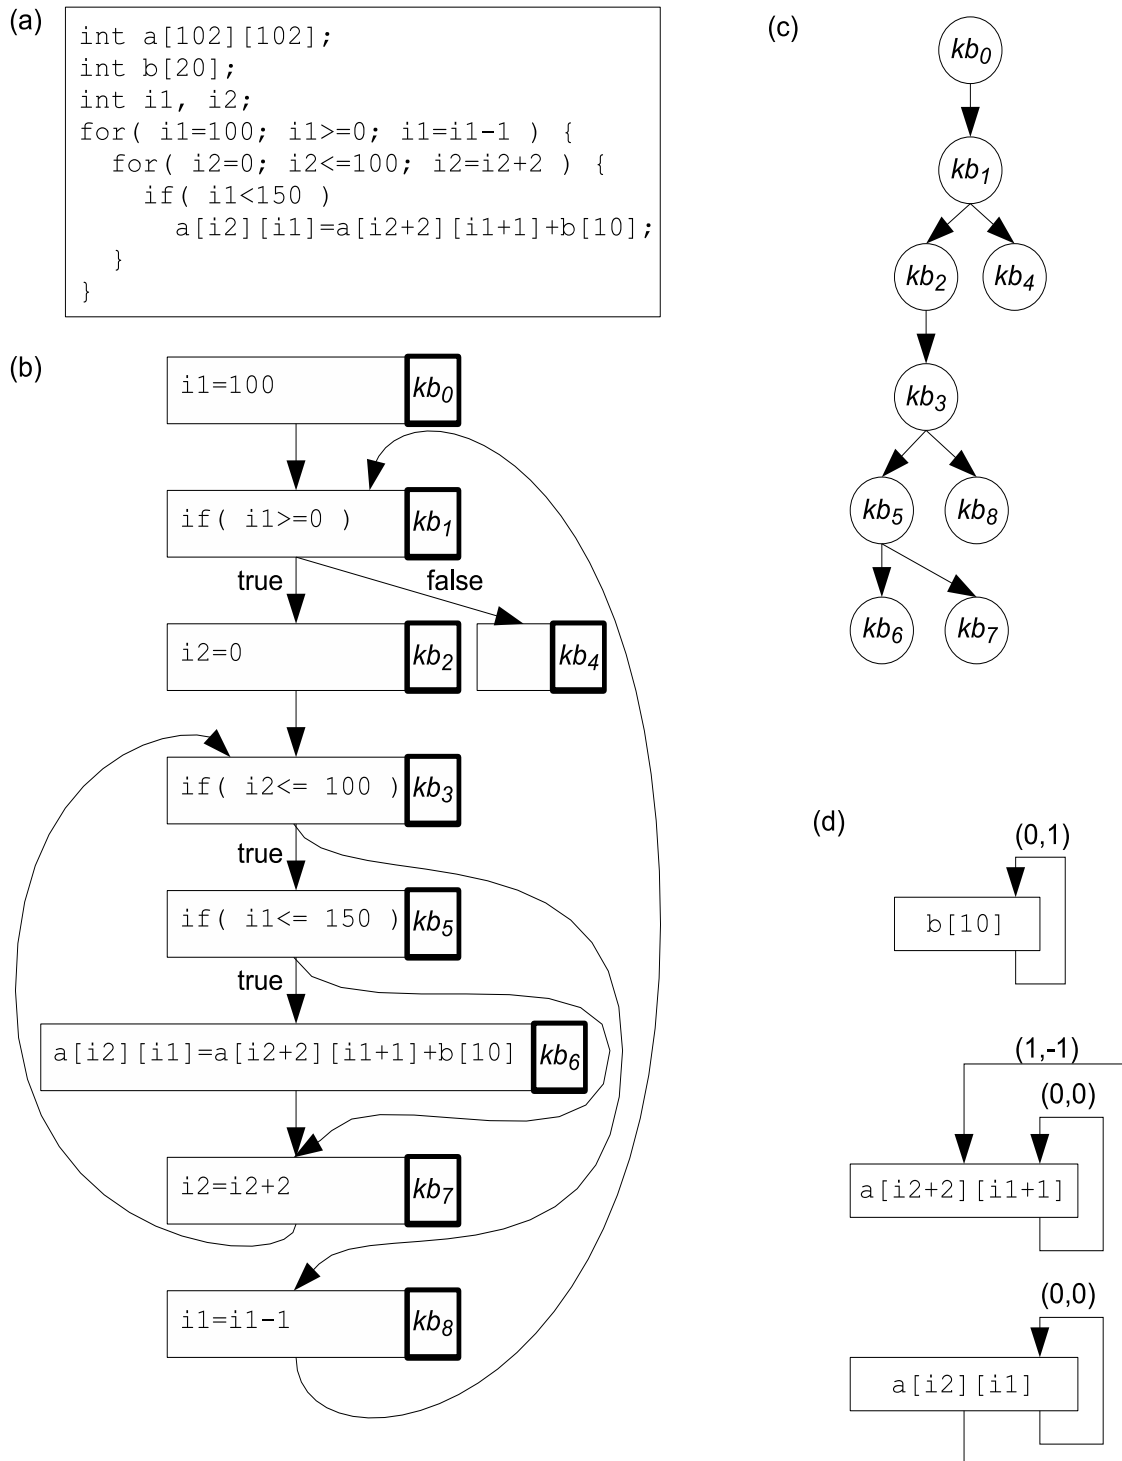 (a)
int a[102][102];
int b[20];
int i1, i2;
for( i1=100; i1>=0; i1=i1-1 ) {
  for( i2=0; i2<=100; i2=i2+2 ) {
    if( i1<150 )
      a[i2][i1]=a[i2+2][i1+1]+b[10];
  }
}
(b)
i1=100 kb0
if( i1>=0 ) kb1
true false
i2=0 kb2
kb4
if( i2<= 100 ) kb3
true
if( i1<= 150 ) kb5
true
a[i2][i1]=a[i2+2][i1+1]+b[10] kb6
i2=i2+2 kb7
i1=i1-1 kb8
(c)
kb0
kb1
kb2 kb4
kb3
kb5 kb8
kb6 kb7
(d)
(0,1)
b[10]
(1,-1)
(0,0)
a[i2+2][i1+1]
(0,0)
a[i2][i1]